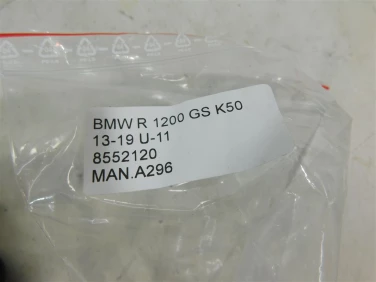 BMW R 1200 GS K50
13-19 U-11
8552120
MAN.A296